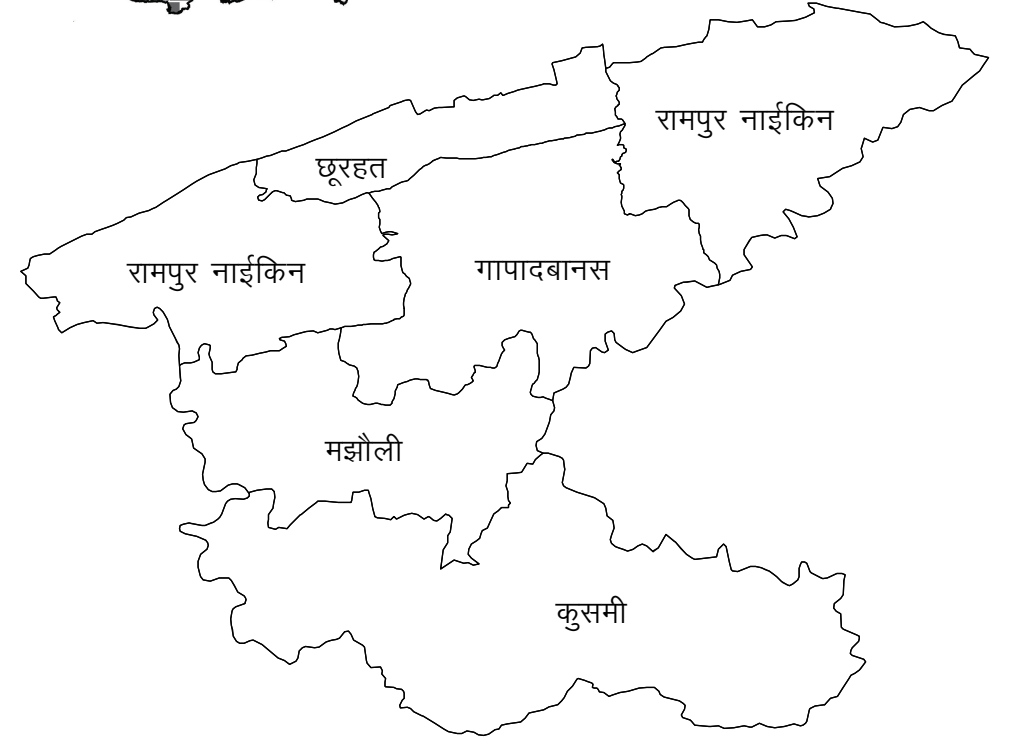 रामपुर नाईकिन
छूरहत
रामपुर नाईकिन
गापादबानस
मझौली
कुसमी